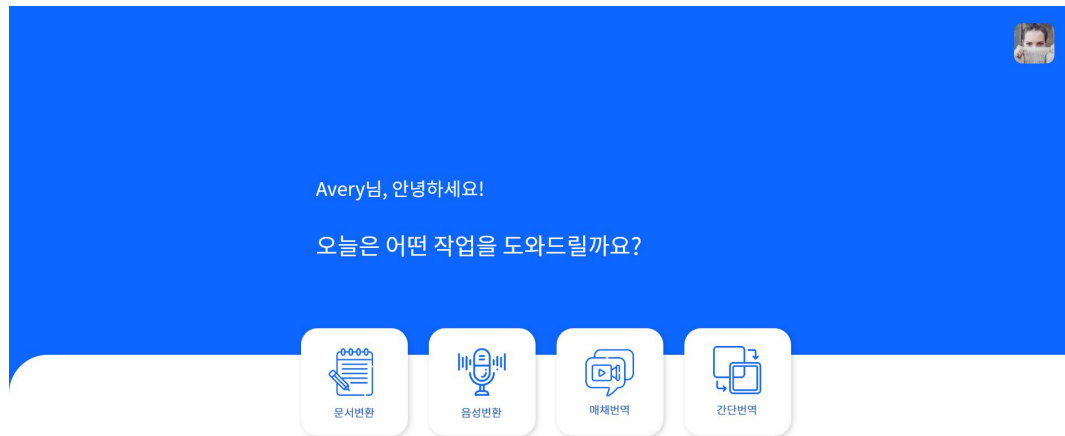 Avery님, 안녕하세요!
오늘은 어떤 작업을 도와드릴까요?
문서변환
음성변환
매채번역
간단번역